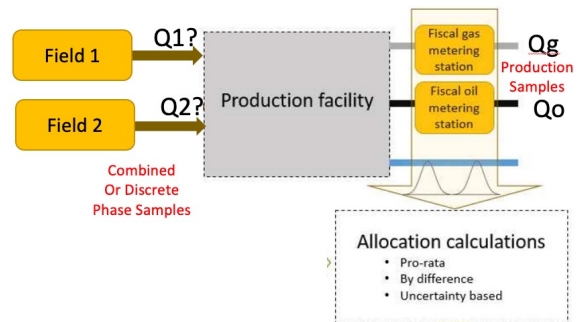 Field 1
Q1?
Field 2
Q2?
Combined
Or Discrete
Phase Samples
Production facility
Fiscal gas
metering
station
Qg
Production
Samples
Fiscal oil
metering
station
Qo
Allocation calculations
• Pro-rata
• By difference
• Uncertainty based